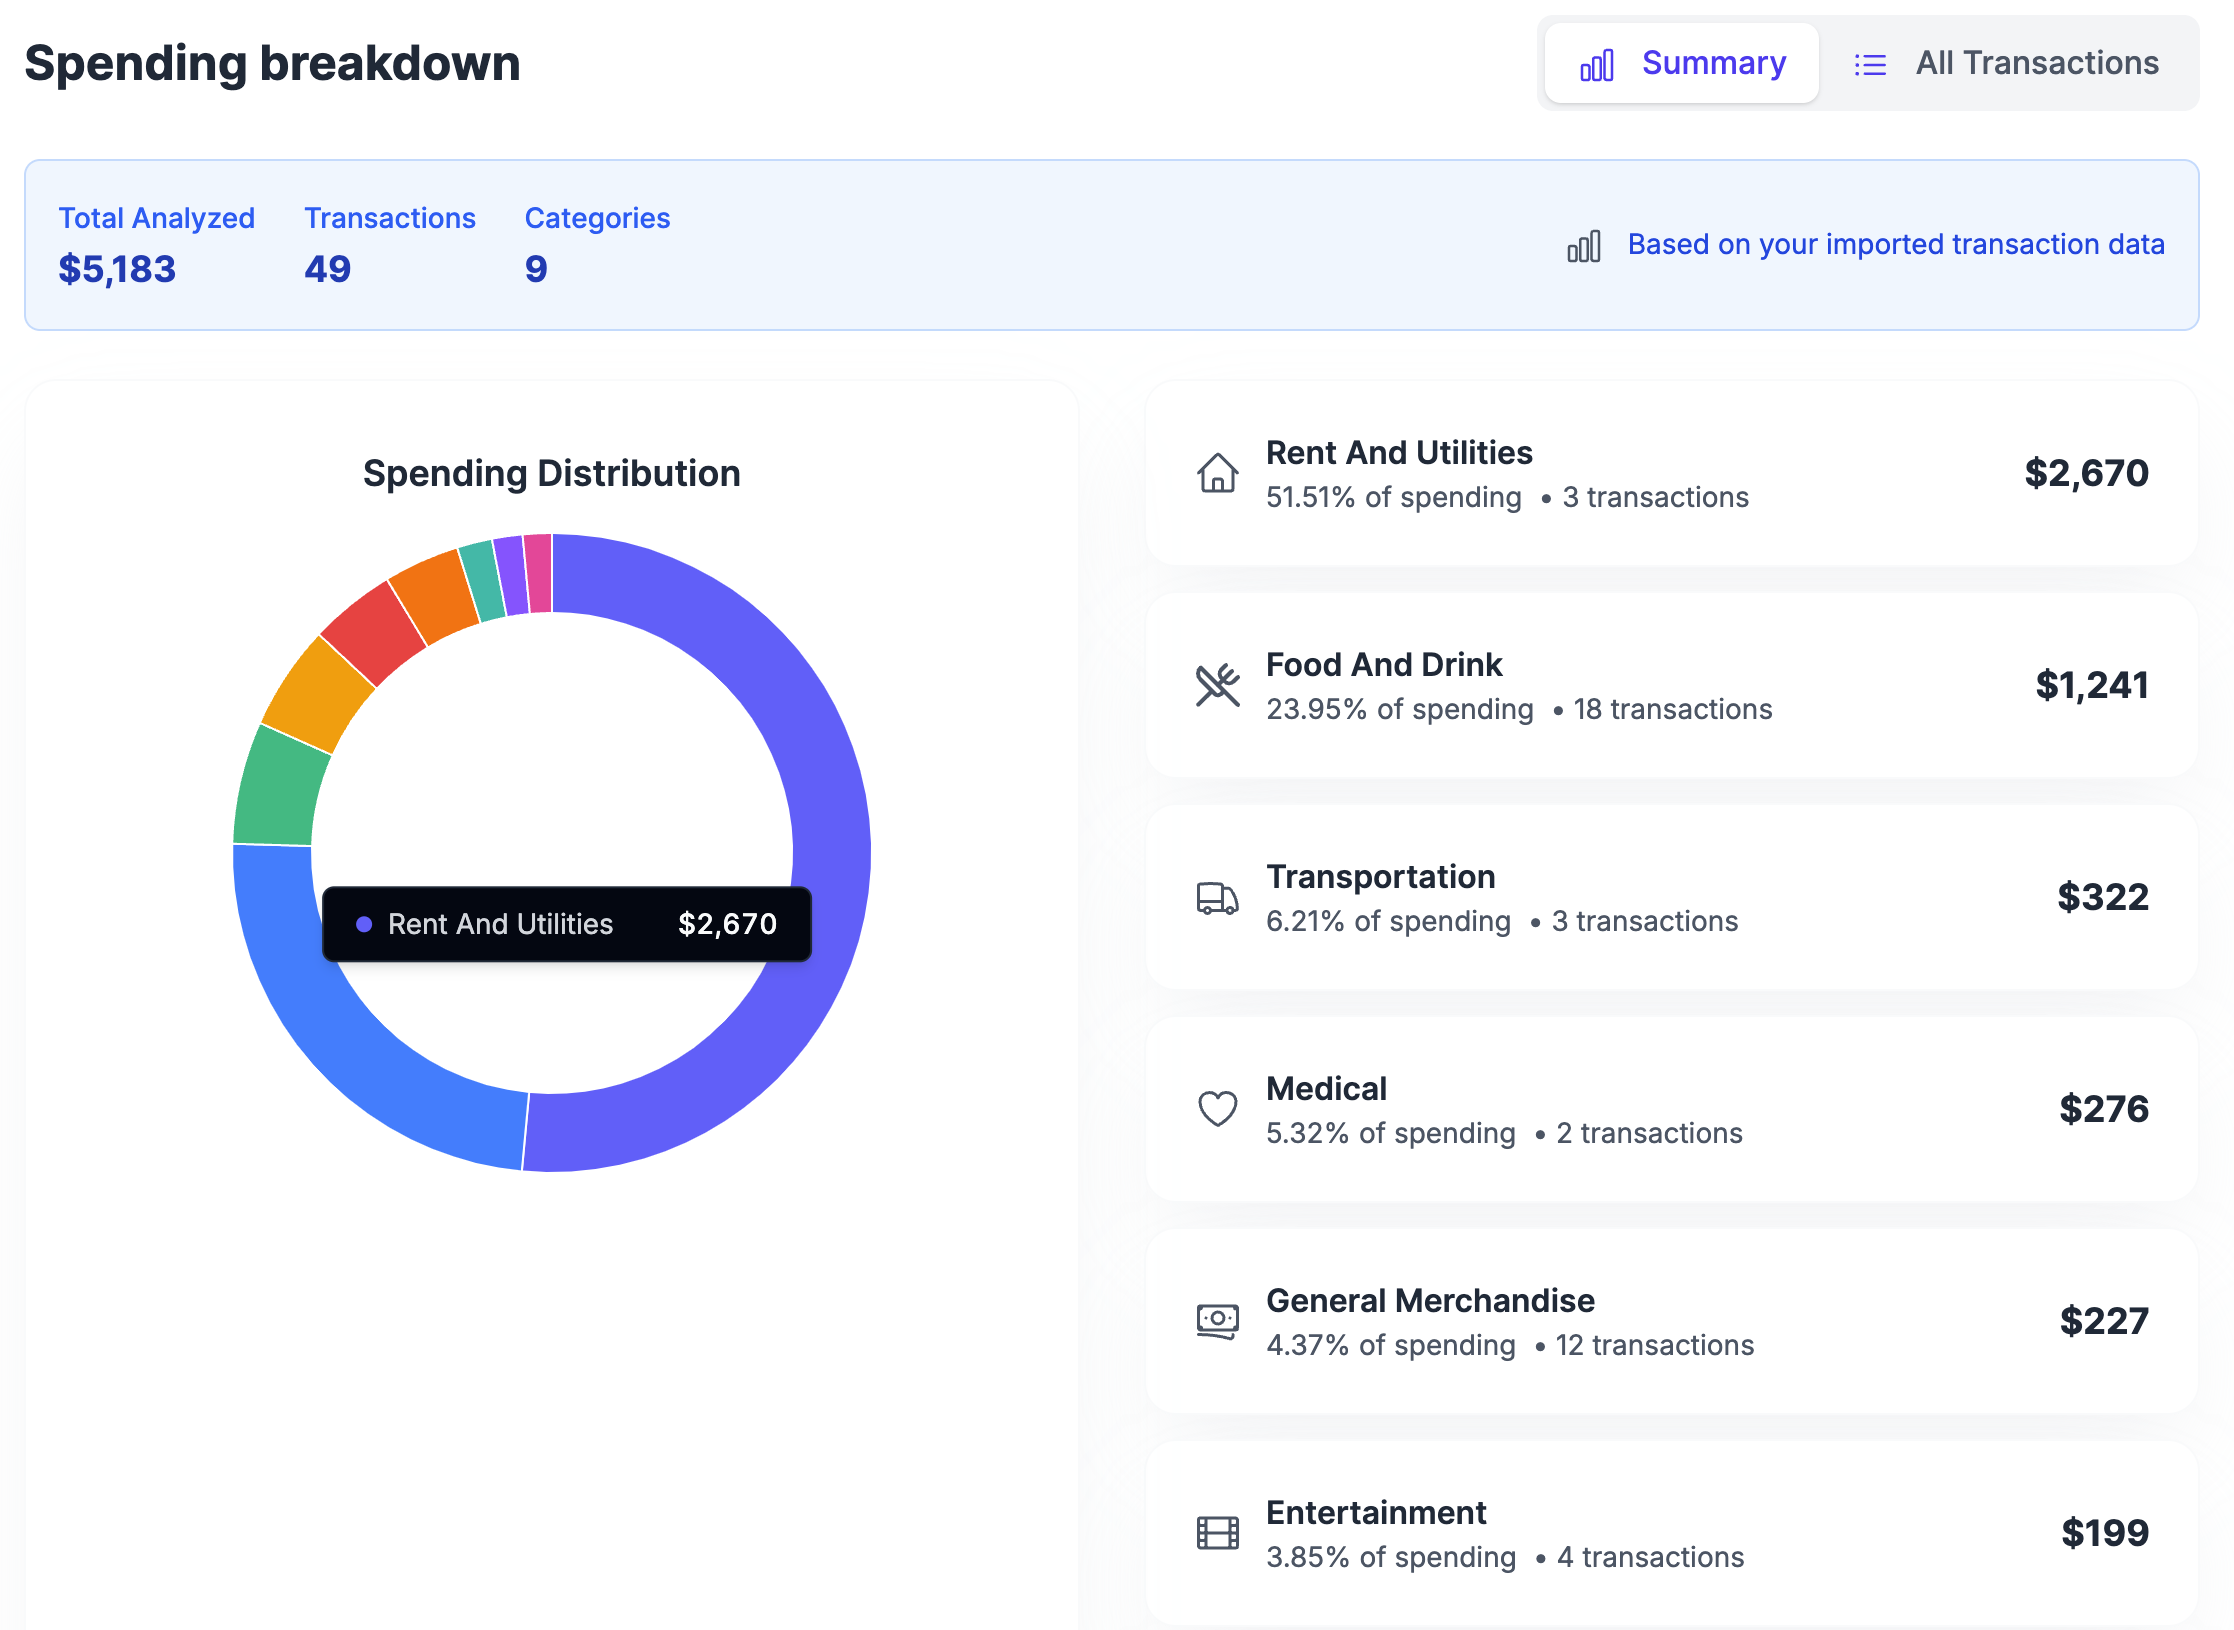 Spending breakdown
Summary
All Transactions
Total Analyzed
$5,183
Transactions
49
Categories
9
Based on your imported transaction data
Spending Distribution
Rent And Utilities $2,670
Rent And Utilities
51.51% of spending • 3 transactions
$2,670
Food And Drink
23.95% of spending • 18 transactions
$1,241
Transportation
6.21% of spending • 3 transactions
$322
Medical
5.32% of spending • 2 transactions
$276
General Merchandise
4.37% of spending • 12 transactions
$227
Entertainment
3.85% of spending • 4 transactions
$199